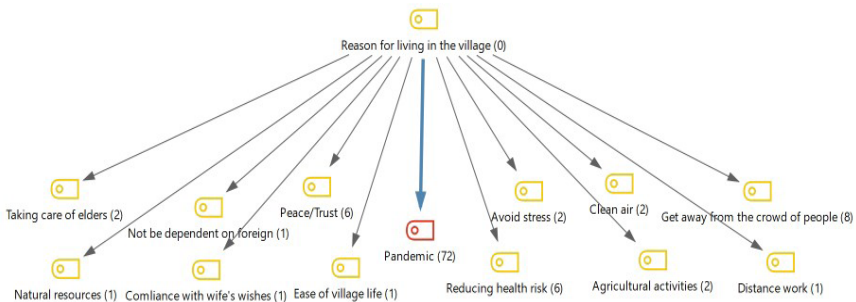 Reason for living in the village (0)
Taking care of elders (2)
Not be dependent on foreign (1)
Peace/Trust (6)
Pandemic (72)
Avoid stress (2)
Clean air (2)
Get away from the crowd of people (8)
Natural resources (1)
Comliance with wife's wishes (1)
Ease of village life (1)
Reducing health risk (6)
Agricultural activities (2)
Distance work (1)